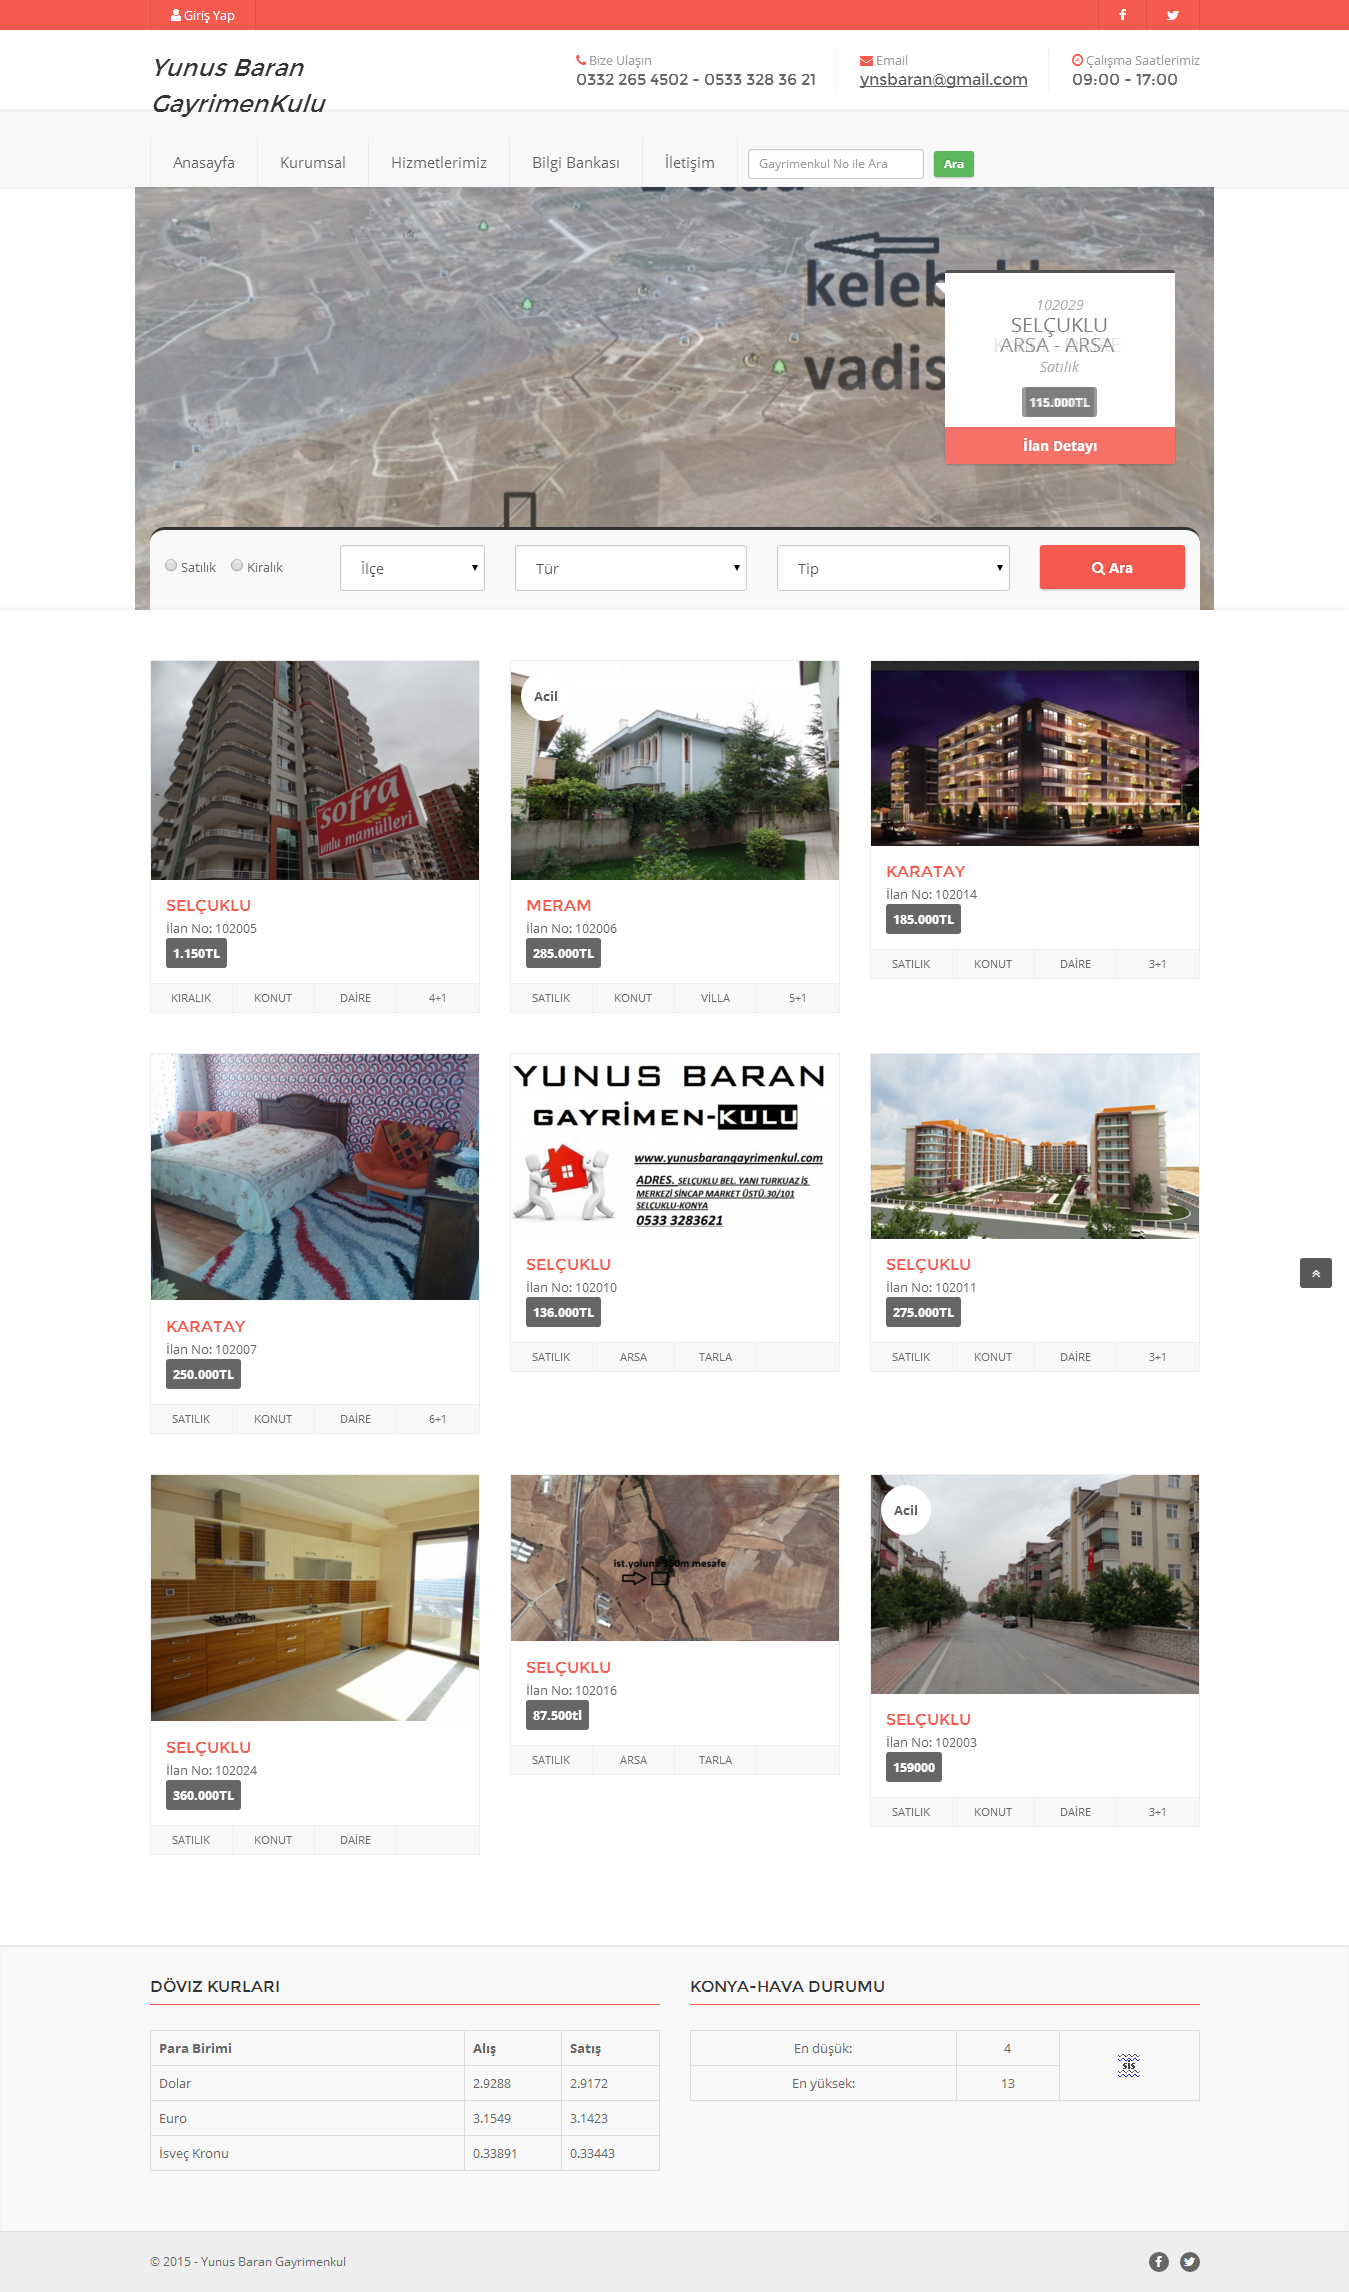 Giriş Yap
Yunus Baran
GayrimenKulu
Bize Ulaşın
0332 265 4502 - 0533 328 36 21
Email
ynsbaran@gmail.com
Çalışma Saatlerimiz
09:00 - 17:00
Anasayfa
Kurumsal
Hizmetlerimiz
Bilgi Bankası
İletişim
Gayrimenkul No ile Ara
Ara
vadis
102029
SELÇUKLU
ARSA - ARSA
Satılık
115.000TL
İlan Detayı
Satılık
Kiralık
İlçe
Tür
Tip
Ara
sofra
unlu mamülleri
SELÇUKLU
İlan No: 102005
1.150TL
KIRALIK KONUT DAİRE 4+1
Acil
MERAM
İlan No: 102006
285.000TL
SATILIK KONUT VİLLA 5+1
KARATAY
İlan No: 102014
185.000TL
SATILIK KONUT DAİRE 3+1
KARATAY
İlan No: 102007
250.000TL
SATILIK KONUT DAİRE 6+1
YUNUS BARAN
GAYRİMEN-KULU
www.yunusbarangayrimenkul.com
ADRES. SELÇUKLU BEL. YANI TURKUAZ İŞ
MERKEZİ SİNCAP MARKET ÜSTÜ.30/101
SELÇUKLU-KONYA
0533 3283621
SELÇUKLU
İlan No: 102010
136.000TL
SATILIK ARSA TARLA
SELÇUKLU
İlan No: 102011
275.000TL
SATILIK KONUT DAİRE 3+1
SELÇUKLU
İlan No: 102024
360.000TL
SATILIK KONUT DAİRE
ist.yoluna mesafe
SELÇUKLU
İlan No: 102016
87.500tl
SATILIK ARSA TARLA
Acil
SELÇUKLU
İlan No: 102003
159000
SATILIK KONUT DAİRE 3+1
DÖVIZ KURLARI
Para Birimi Alış Satış
Dolar 2.9288 2.9172
Euro 3.1549 3.1423
İsveç Kronu 0.33891 0.33443
KONYA-HAVA DURUMU
En düşük: 4
En yüksek: 13
sis
© 2015 - Yunus Baran Gayrimenkul